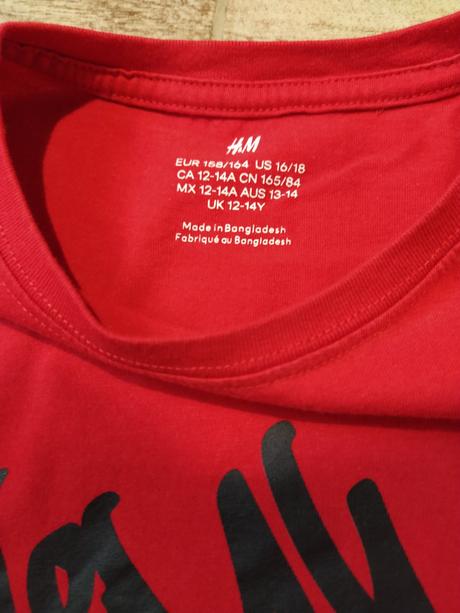 H&M
EUR 158/164 US 16/18
CA 12-14A CN 165/84
MX 12-14A AUS 13-14
UK 12-14Y
Made in Bangladesh
Fabriqué au Bangladesh